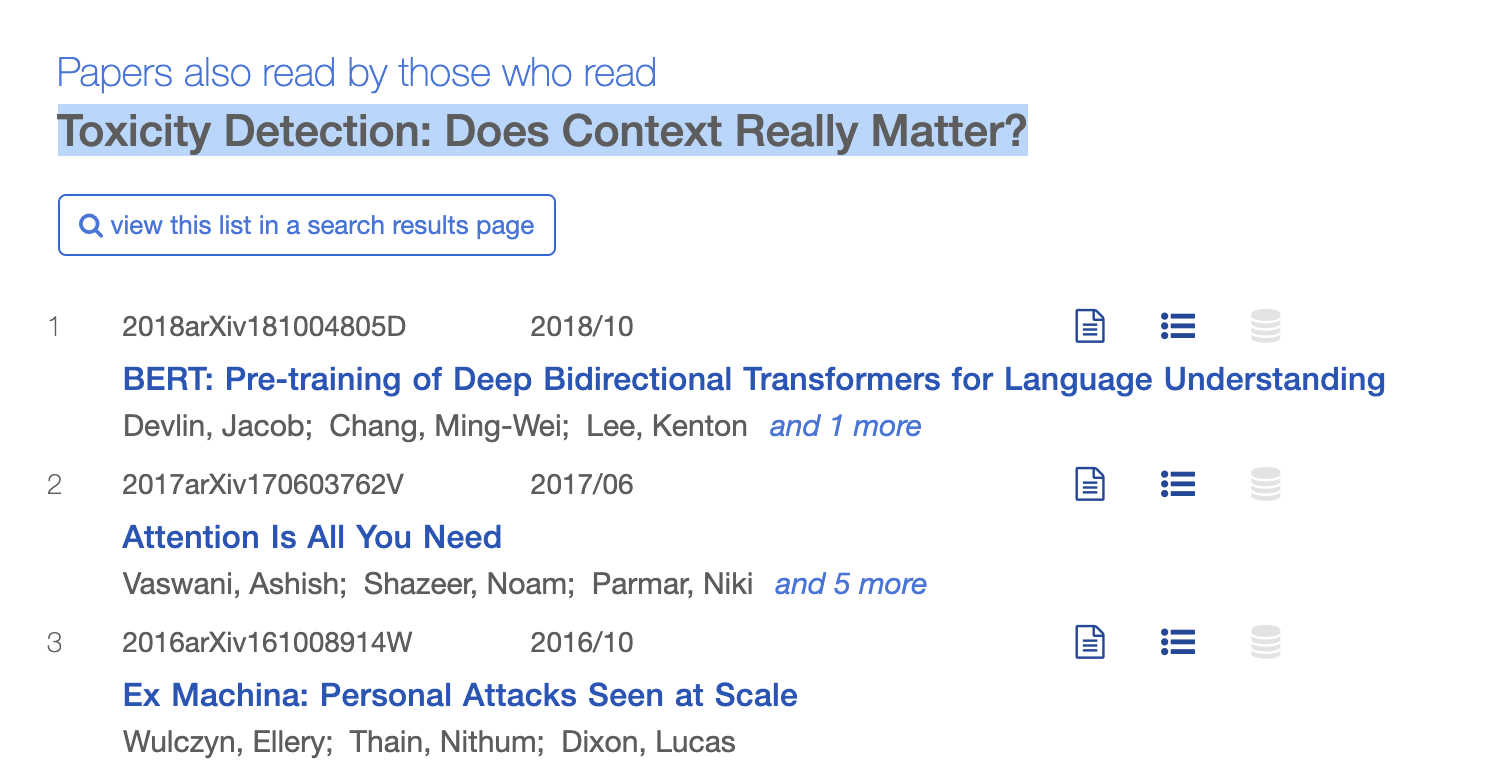 Papers also read by those who read
Toxicity Detection: Does Context Really Matter?
view this list in a search results page
1 2018arXiv181004805D 2018/10
BERT: Pre-training of Deep Bidirectional Transformers for Language Understanding
Devlin, Jacob; Chang, Ming-Wei; Lee, Kenton and 1 more
2 2017arXiv170603762V 2017/06
Attention Is All You Need
Vaswani, Ashish; Shazeer, Noam; Parmar, Niki and 5 more
3 2016arXiv161008914W 2016/10
Ex Machina: Personal Attacks Seen at Scale
Wulczyn, Ellery; Thain, Nithum; Dixon, Lucas